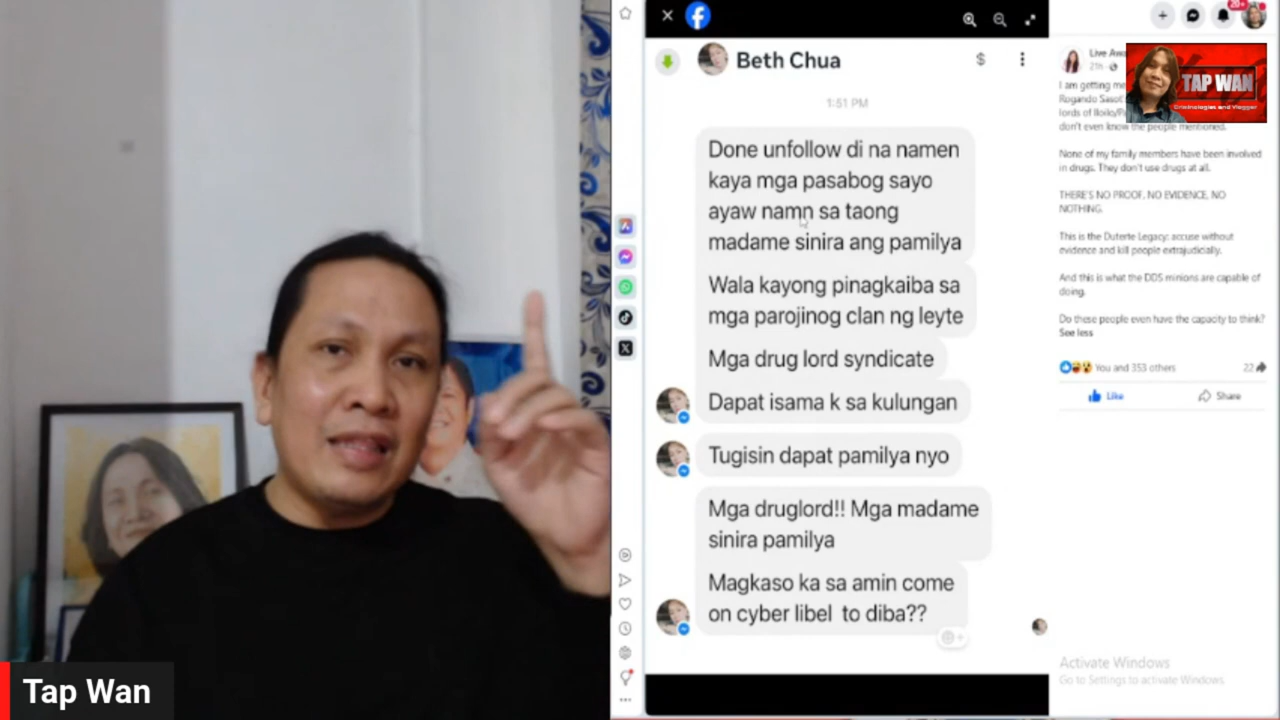 Beth Chua
1:51 PM
Done unfollow di na namen
kaya mga pasabog sayo
ayaw namn sa taong
madame sinira ang pamilya
Wala kayong pinagkaiba sa
mga parojinog clan ng leyte
Mga drug lord syndicate
Dapat isama k sa kulungan
Tugisin dapat pamilya nyo
Mga druglord!! Mga madame
sinira pamilya
Magkaso ka sa amin come
on cyber libel to diba??
20+
Live
21h
TAP WAN
Criminologist and Vlogger
I am getting
Rogando
lords of Iloilo
don't even know the people mentioned.
None of my family members have been involved
in drugs. They don't use drugs at all.
THERE'S NO PROOF, NO EVIDENCE, NO
NOTHING.
This is the Duterte Legacy: accuse without
evidence and kill people extrajudicially.
And this is what the DDS minions are capable of
doing.
Do these people even have the capacity to think?
See less
You and 353 others
22
Like
Share
Activate Windows
Go to Settings to activate Windows.
Tap Wan